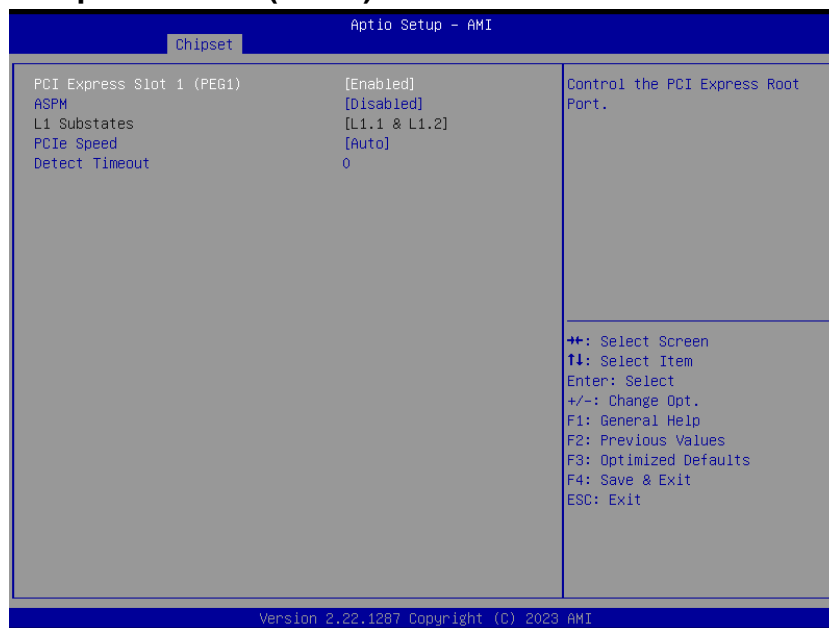 Aptio Setup - AMI
Chipset
PCI Express Slot 1 (PEG1) [Enabled]
ASPM [Disabled]
L1 Substates [L1.1 & L1.2]
PCIe Speed [Auto]
Detect Timeout 0
Control the PCI Express Root
Port.
→←: Select Screen
↑↓: Select Item
Enter: Select
+/-: Change Opt.
F1: General Help
F2: Previous Values
F3: Optimized Defaults
F4: Save & Exit
ESC: Exit
Version 2.22.1287 Copyright (C) 2023 AMI